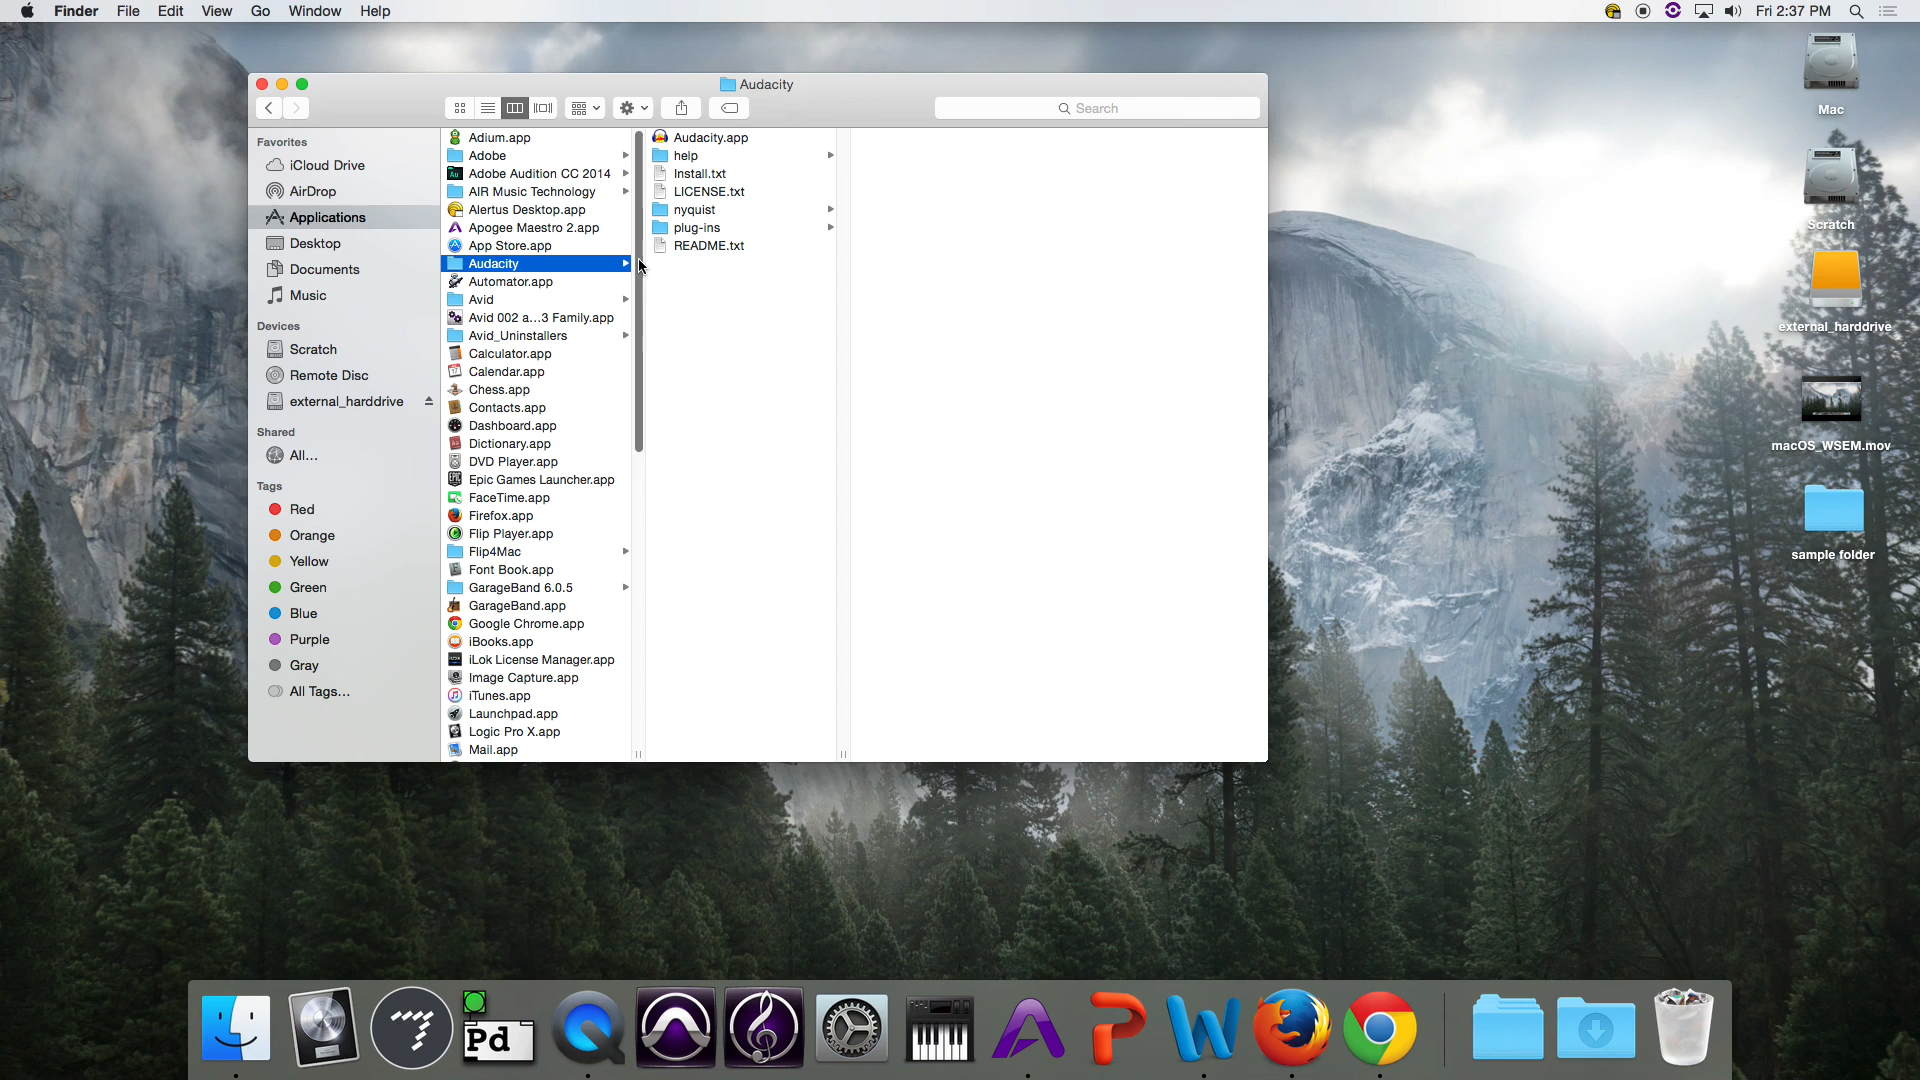 Finder File Edit View Go Window Help
Fri 2:37 PM
Audacity
Search
Favorites
iCloud Drive
AirDrop
Applications
Desktop
Documents
Music
Devices
Scratch
Remote Disc
external_harddrive
Shared
All...
Tags
Red
Orange
Yellow
Green
Blue
Purple
Gray
All Tags...
Adium.app
Adobe
Adobe Audition CC 2014
AIR Music Technology
Alertus Desktop.app
Apogee Maestro 2.app
App Store.app
Audacity
Automator.app
Avid
Avid 002 a...3 Family.app
Avid_Uninstallers
Calculator.app
Calendar.app
Chess.app
Contacts.app
Dashboard.app
Dictionary.app
DVD Player.app
Epic Games Launcher.app
FaceTime.app
Firefox.app
Flip Player.app
Flip4Mac
Font Book.app
GarageBand 6.0.5
GarageBand.app
Google Chrome.app
iBooks.app
iLok License Manager.app
Image Capture.app
iTunes.app
Launchpad.app
Logic Pro X.app
Mail.app
Audacity.app
help
Install.txt
LICENSE.txt
nyquist
plug-ins
README.txt
Mac
Scratch
external_harddrive
macOS_WSEM.mov
sample folder
Pd